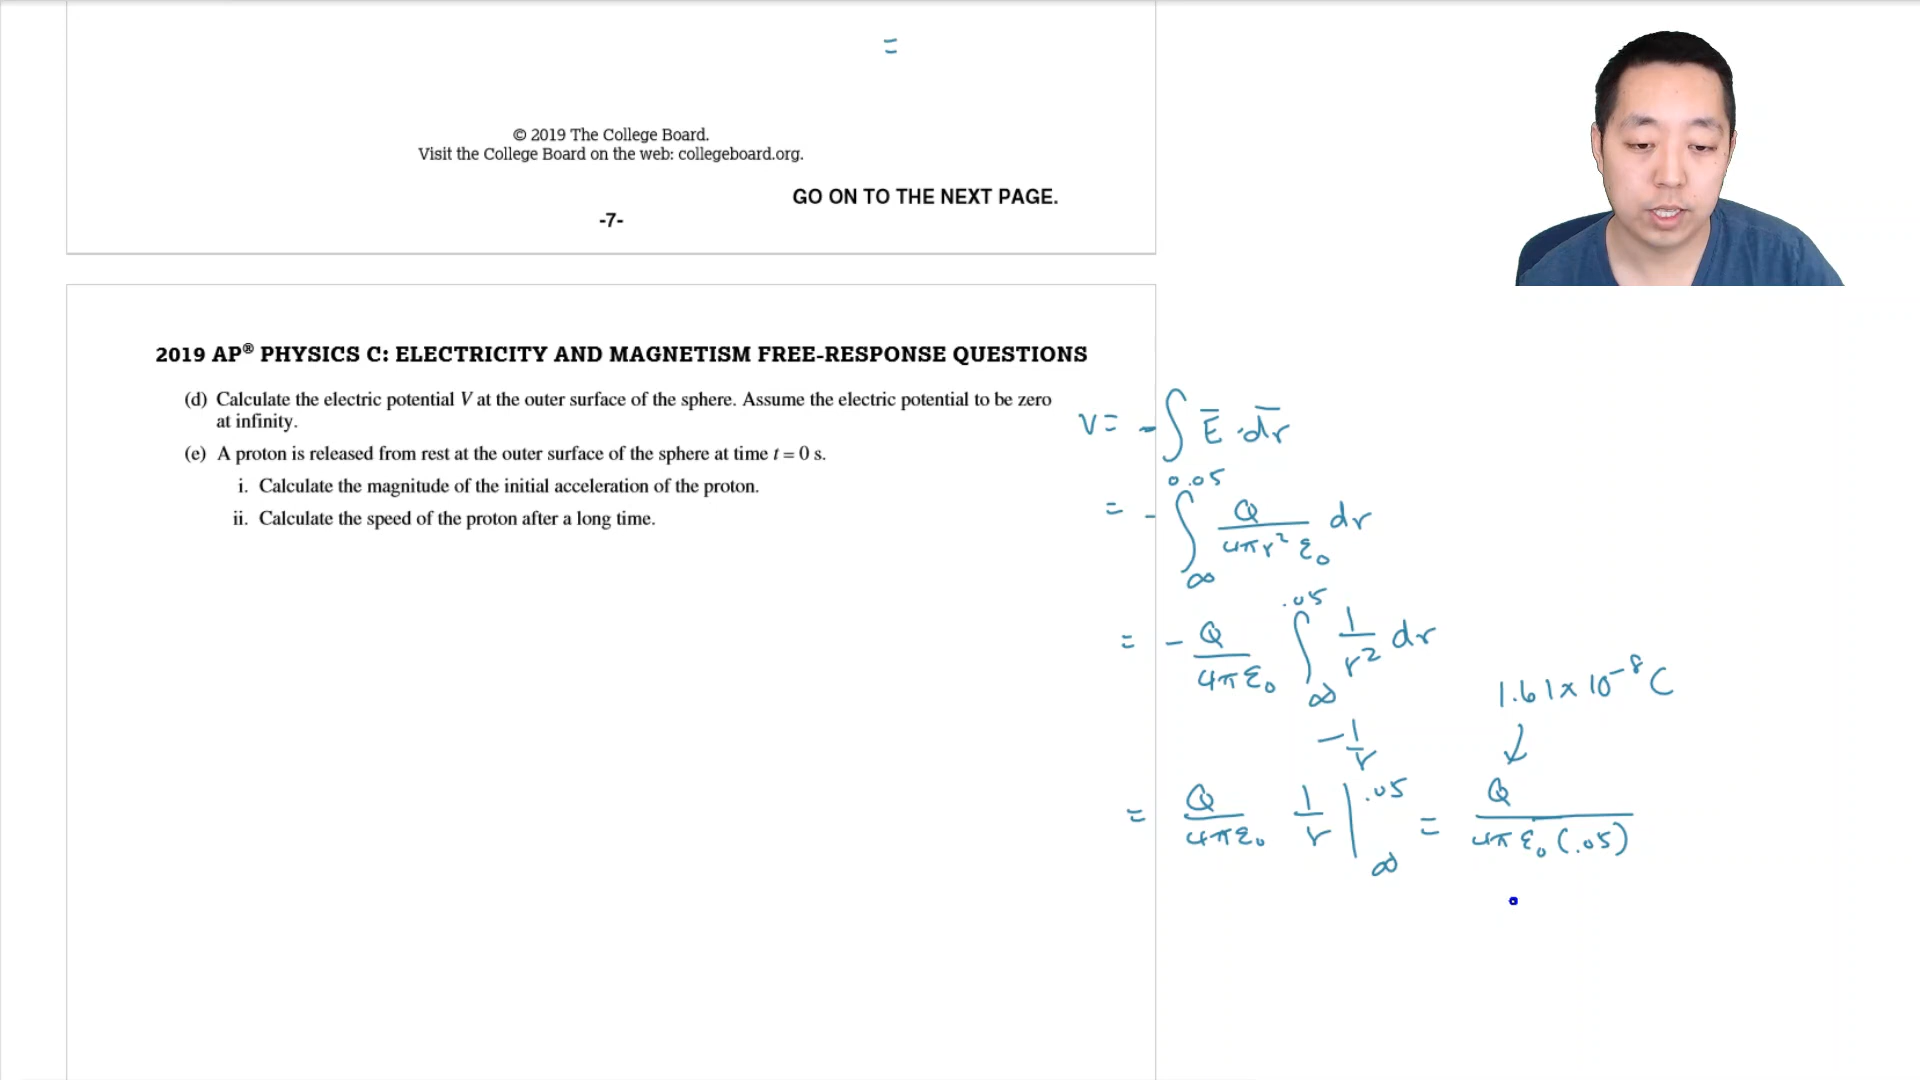 =
© 2019 The College Board.
Visit the College Board on the web: collegeboard.org.
GO ON TO THE NEXT PAGE.
-7-
2019 AP® PHYSICS C: ELECTRICITY AND MAGNETISM FREE-RESPONSE QUESTIONS
(d) Calculate the electric potential V at the outer surface of the sphere. Assume the electric potential to be zero
at infinity.
(e) A proton is released from rest at the outer surface of the sphere at time t = 0 s.
i. Calculate the magnitude of the initial acceleration of the proton.
ii. Calculate the speed of the proton after a long time.
V = -∫ E̅ · d̅r
= -∫_∞^0.05 Q/(4πr²ε₀) dr
= -Q/(4πε₀) ∫_∞^.05 1/r² dr
-1/r
1.61 x 10⁻⁸ C
↓
= Q/(4πε₀) 1/r |_∞^.05 = Q/(4πε₀(.05))